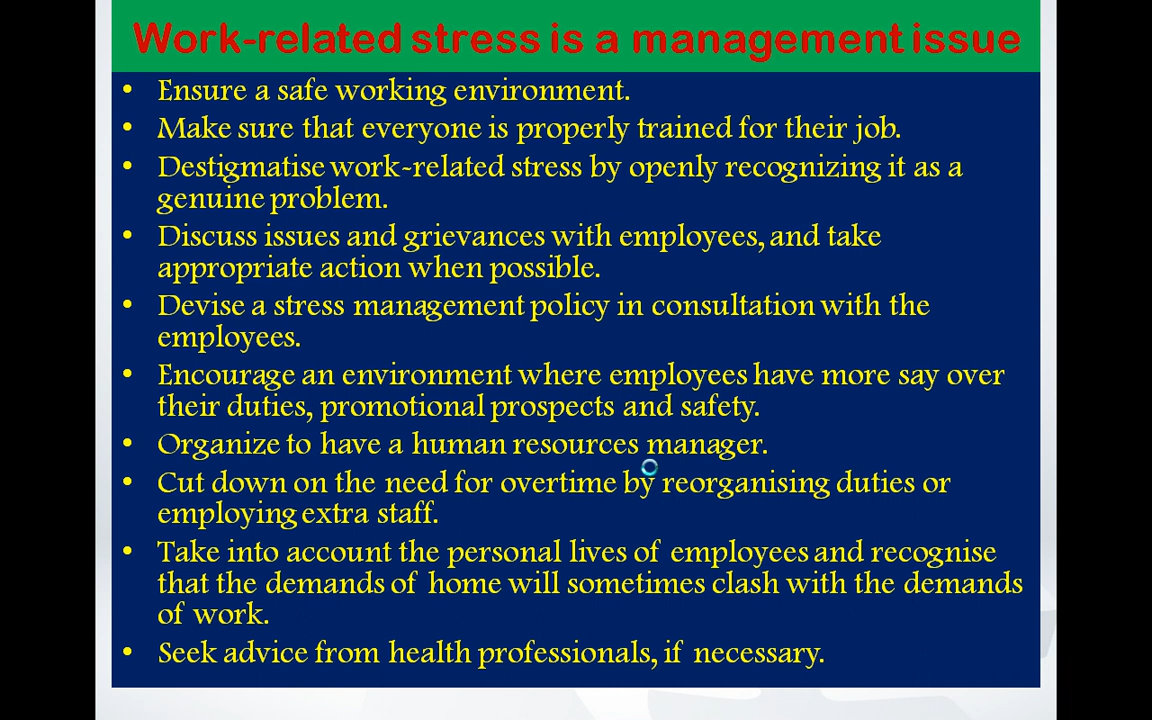 Work-related stress is a management issue
• Ensure a safe working environment.
• Make sure that everyone is properly trained for their job.
• Destigmatise work-related stress by openly recognizing it as a
genuine problem.
• Discuss issues and grievances with employees, and take
appropriate action when possible.
• Devise a stress management policy in consultation with the
employees.
• Encourage an environment where employees have more say over
their duties, promotional prospects and safety.
• Organize to have a human resources manager.
• Cut down on the need for overtime by reorganising duties or
employing extra staff.
• Take into account the personal lives of employees and recognise
that the demands of home will sometimes clash with the demands
of work.
• Seek advice from health professionals, if necessary.